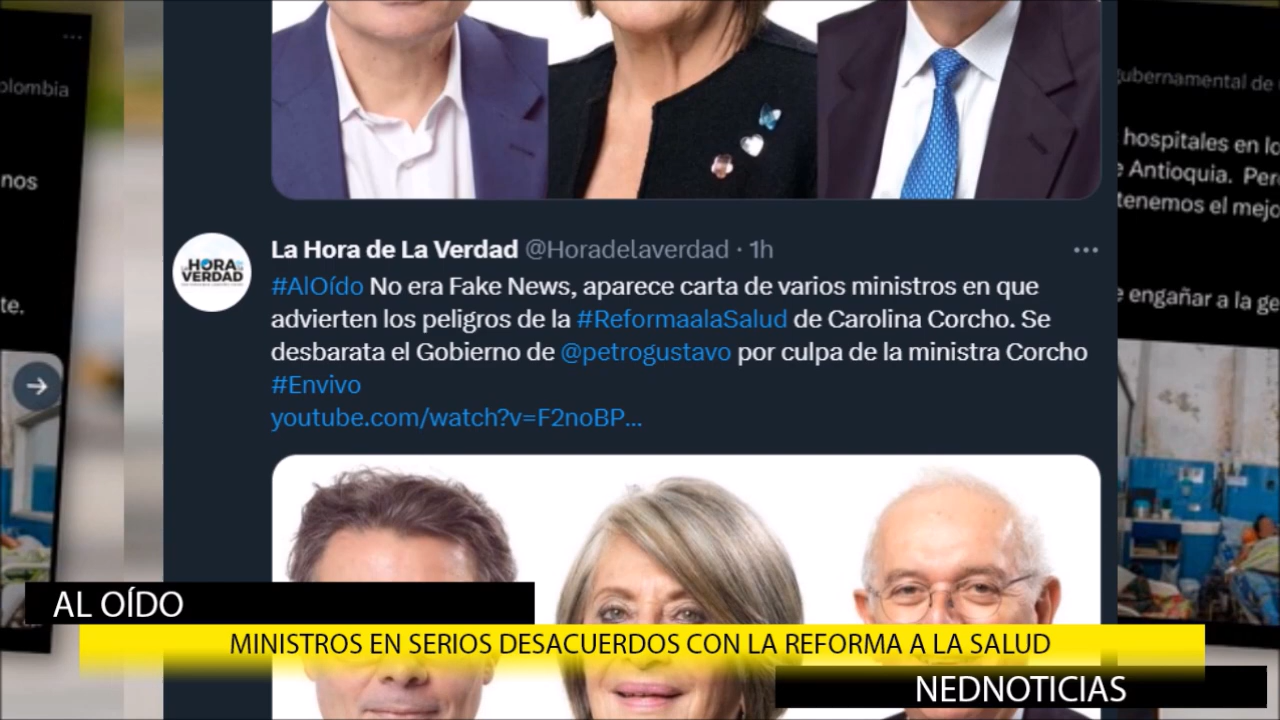 olombia
nos
te.
gubernamental de
hospitales en lo
Antioquia. Per
tenemos el mejo
engañar a la ge
HORA
VERDAD
La Hora de La Verdad @Horadelaverdad · 1h
#AlOído No era Fake News, aparece carta de varios ministros en que
advierten los peligros de la #ReformaalaSalud de Carolina Corcho. Se
desbarata el Gobierno de @petrogustavo por culpa de la ministra Corcho
#Envivo
youtube.com/watch?v=F2noBP...
AL OÍDO
MINISTROS EN SERIOS DESACUERDOS CON LA REFORMA A LA SALUD
NEDNOTICIAS